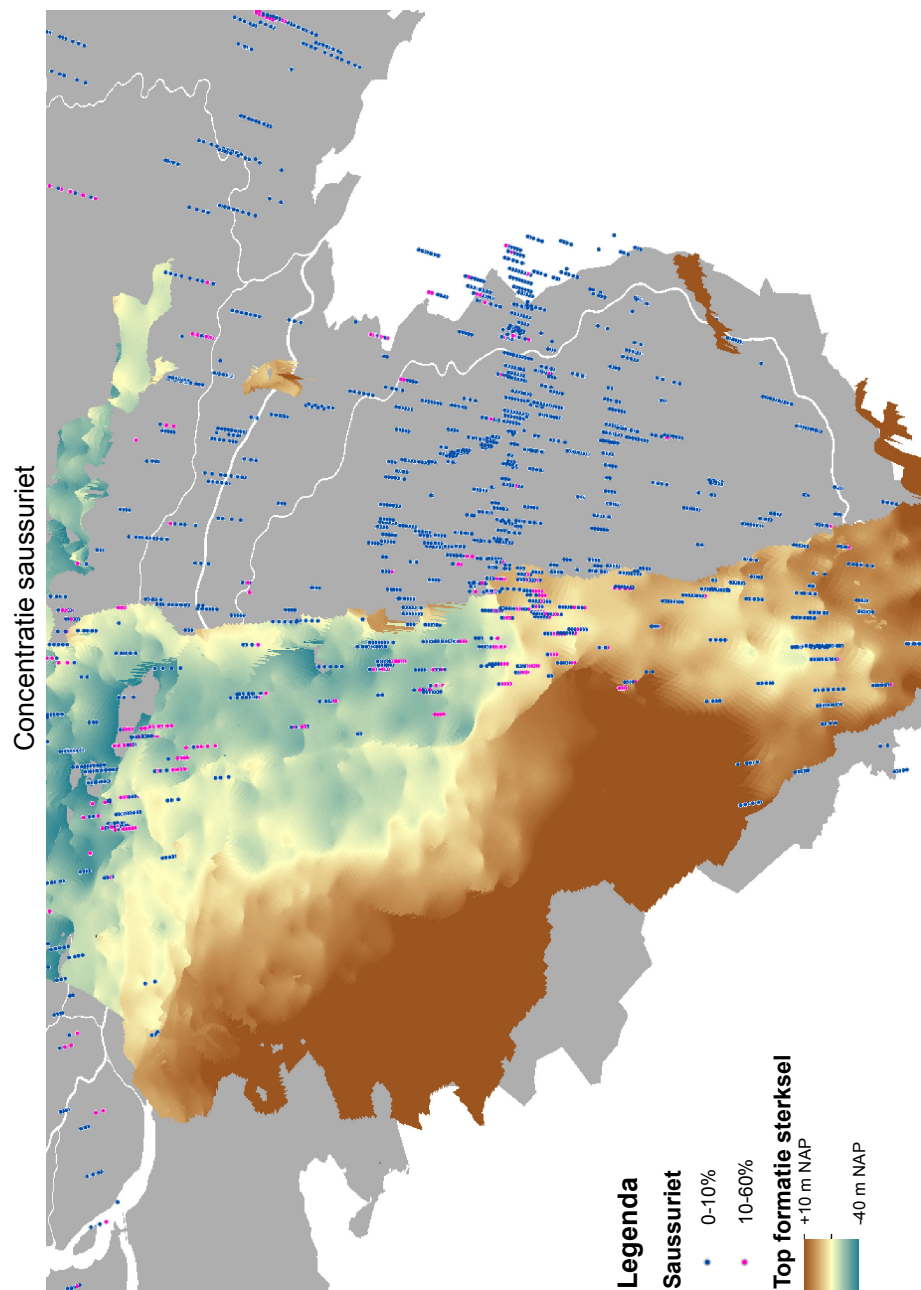 Concentratie saussuriet
Legenda
Saussuriet
0-10%
10-60%
Top formatie sterksel
+10 m NAP
-40 m NAP